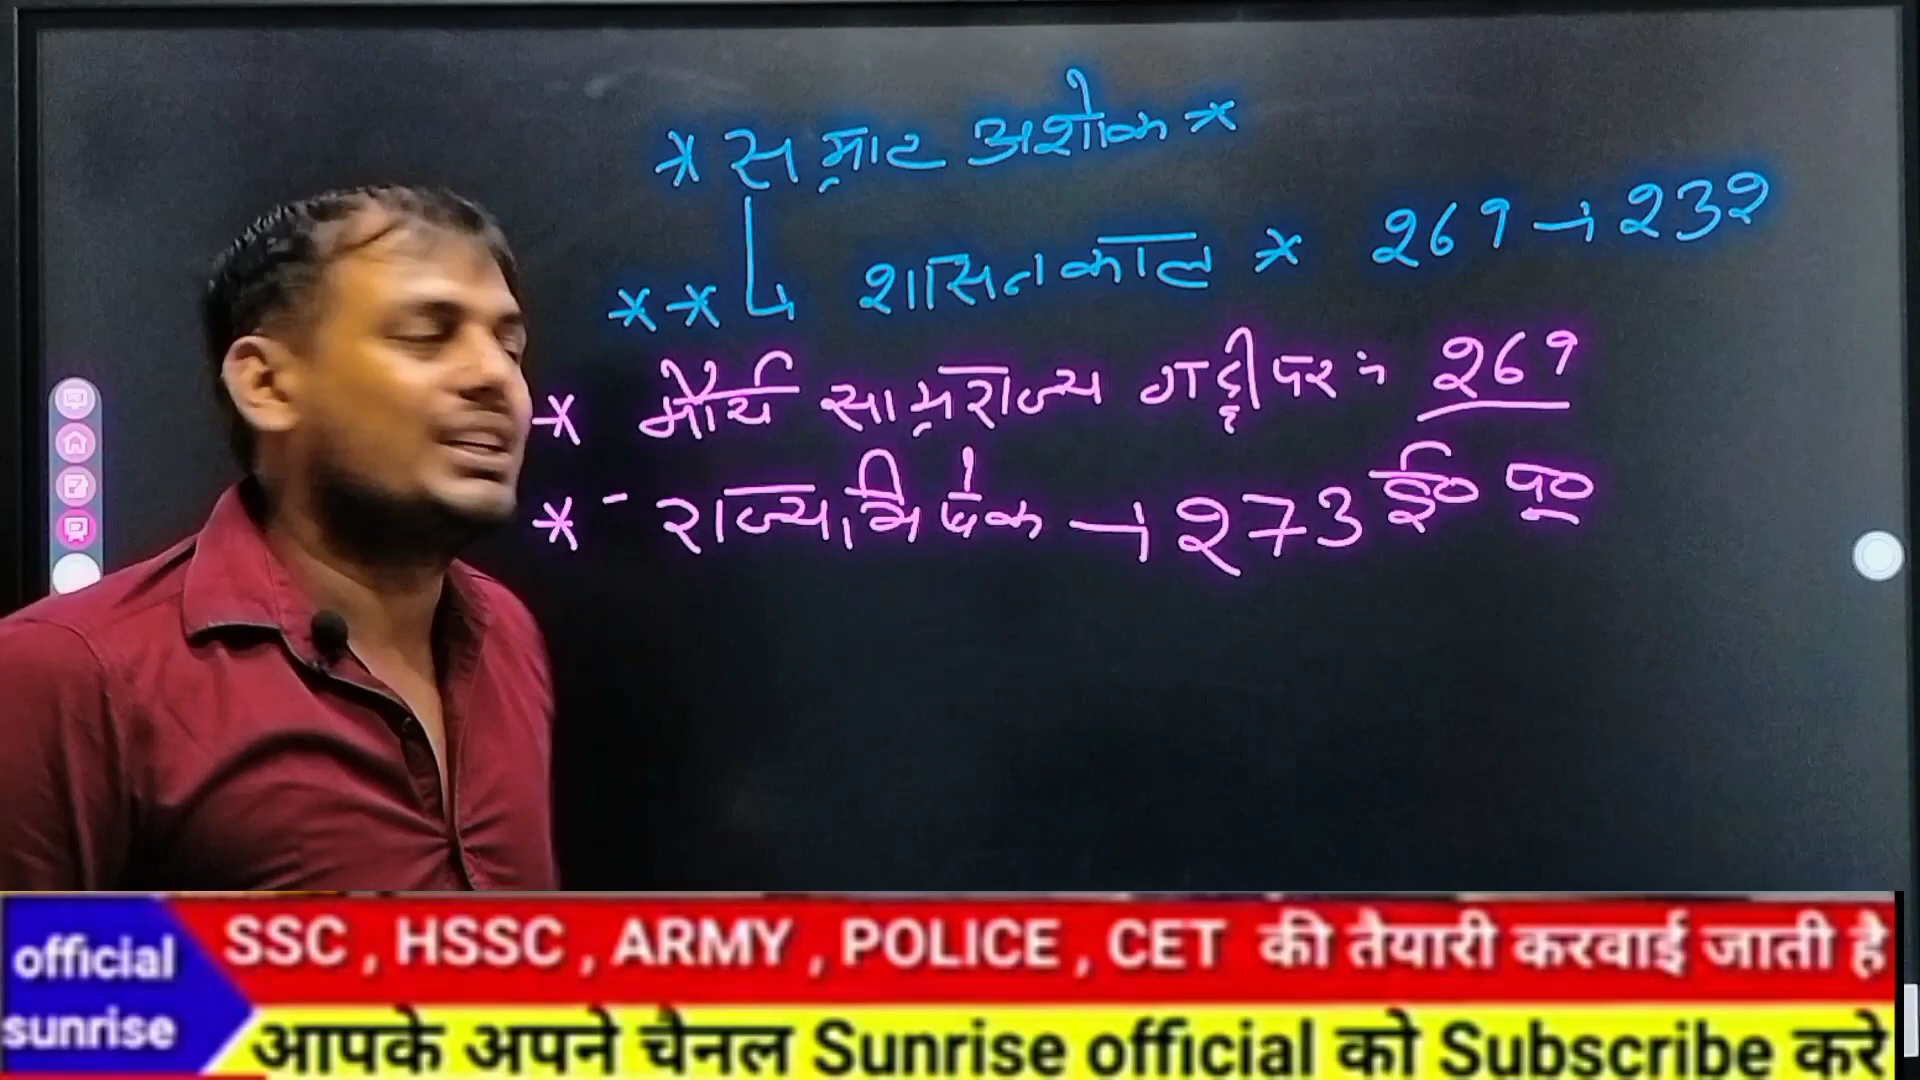 * सम्राट अशोक *
** ↳ शासनकाल * 269 → 232
* मौर्य साम्राज्य गद्दी पर :- 269
* - राज्याभिषेक → 273 ई० पू०
official sunrise
SSC , HSSC , ARMY , POLICE , CET की तैयारी करवाई जाती है
आपके अपने चैनल Sunrise official को Subscribe करे